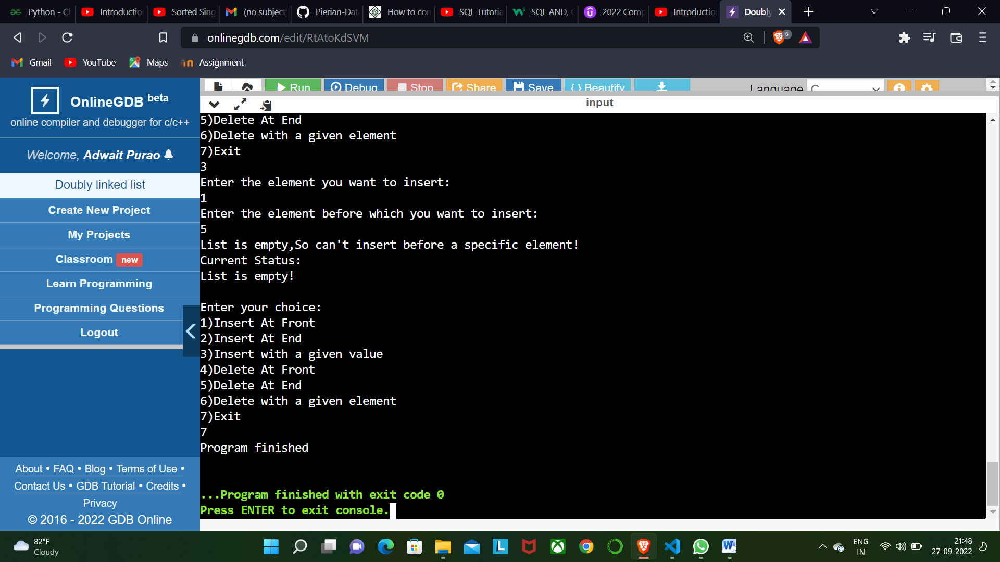 Python - Ch
Introduction
Sorted Sing
(no subject)
Pierian-Data
How to con
SQL Tutoria
SQL AND, O
2022 Comp
Introductio
Doubly
onlinegdb.com/edit/RtAtoKdSVM
6
Gmail
YouTube
Maps
Assignment
OnlineGDB beta
online compiler and debugger for c/c++
Welcome, Adwait Purao
Doubly linked list
Create New Project
My Projects
Classroom new
Learn Programming
Programming Questions
Logout
About • FAQ • Blog • Terms of Use •
Contact Us • GDB Tutorial • Credits •
Privacy
© 2016 - 2022 GDB Online
Run
Debug
Stop
Share
Save
{ } Beautify
Language C
input
5)Delete At End
6)Delete with a given element
7)Exit
3
Enter the element you want to insert:
1
Enter the element before which you want to insert:
5
List is empty,So can't insert before a specific element!
Current Status:
List is empty!
Enter your choice:
1)Insert At Front
2)Insert At End
3)Insert with a given value
4)Delete At Front
5)Delete At End
6)Delete with a given element
7)Exit
7
Program finished
...Program finished with exit code 0
Press ENTER to exit console.
82°F
Cloudy
ENG
IN
21:48
27-09-2022